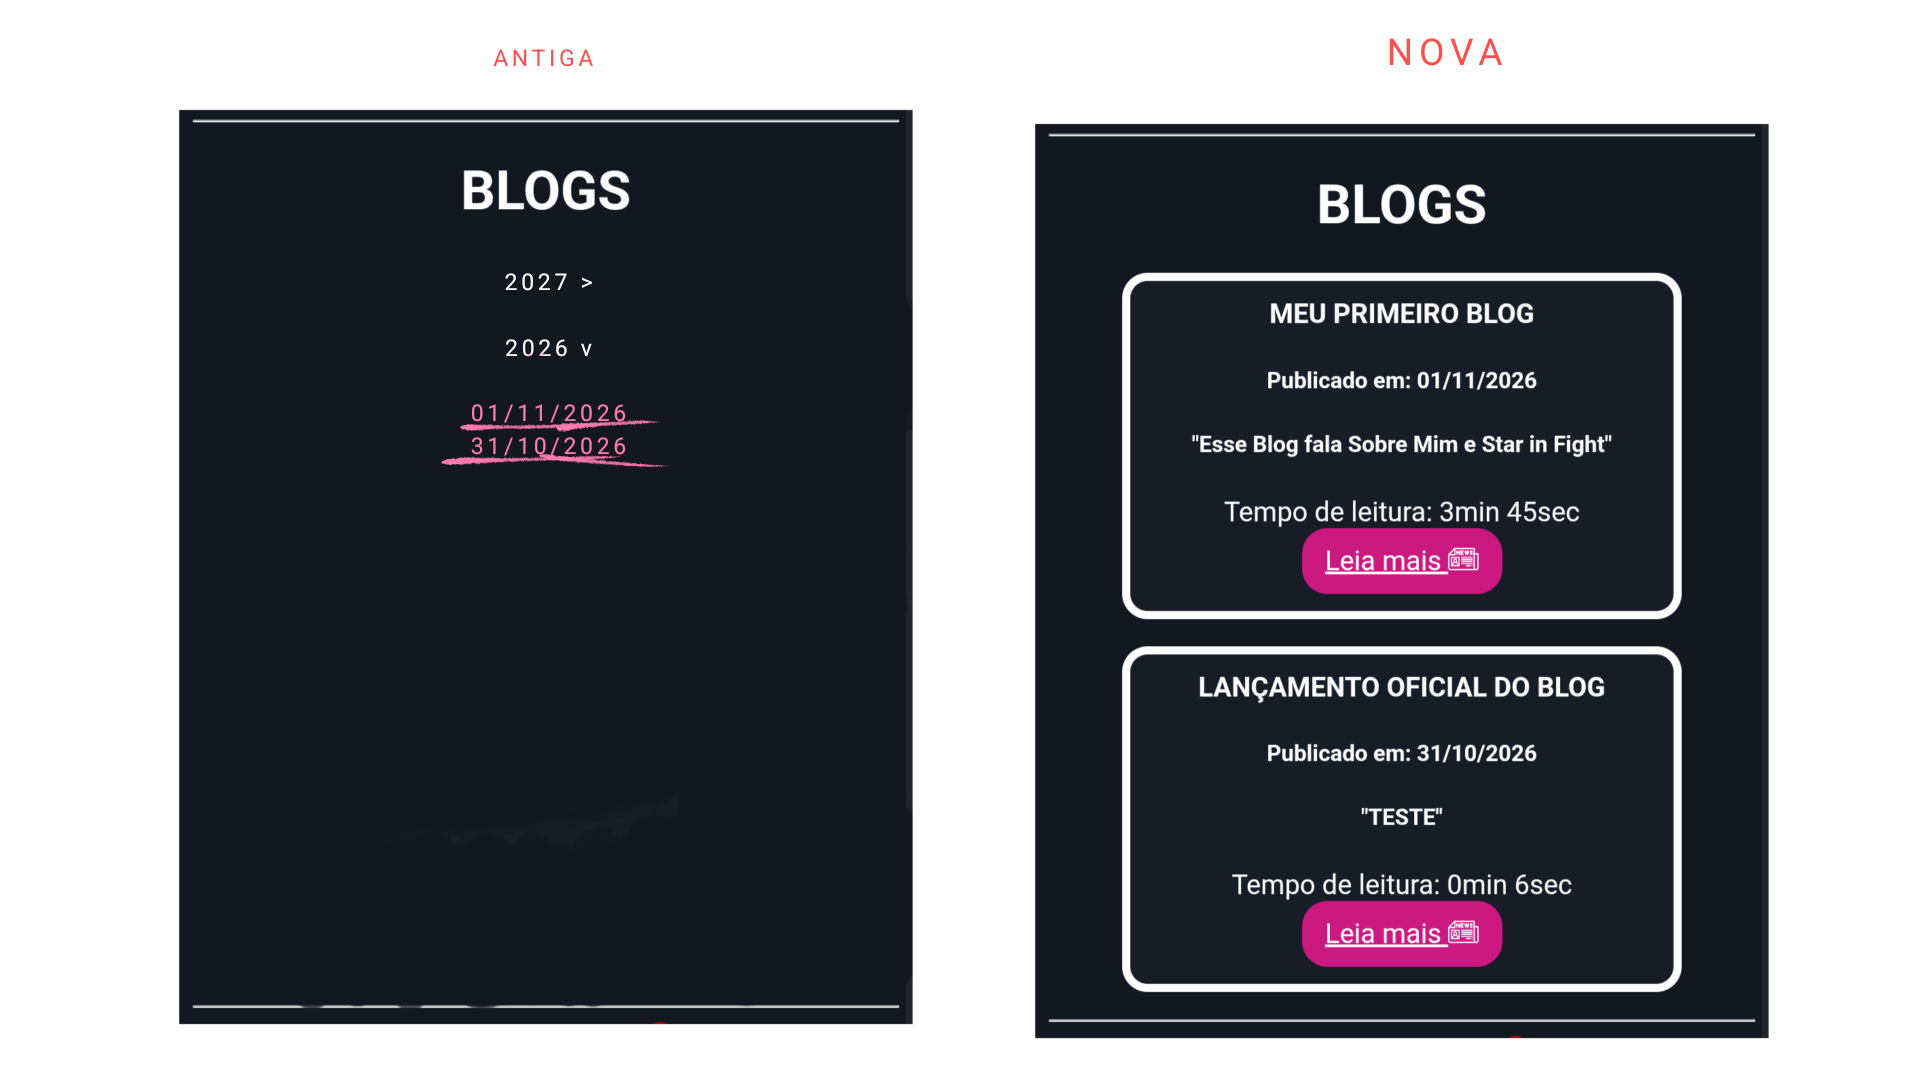 ANTIGA
BLOGS
2027 >
2026 v
01/11/2026
31/10/2026
NOVA
BLOGS
MEU PRIMEIRO BLOG
Publicado em: 01/11/2026
"Esse Blog fala Sobre Mim e Star in Fight"
Tempo de leitura: 3min 45sec
Leia mais
NEWS
LANÇAMENTO OFICIAL DO BLOG
Publicado em: 31/10/2026
"TESTE"
Tempo de leitura: 0min 6sec
Leia mais
NEWS